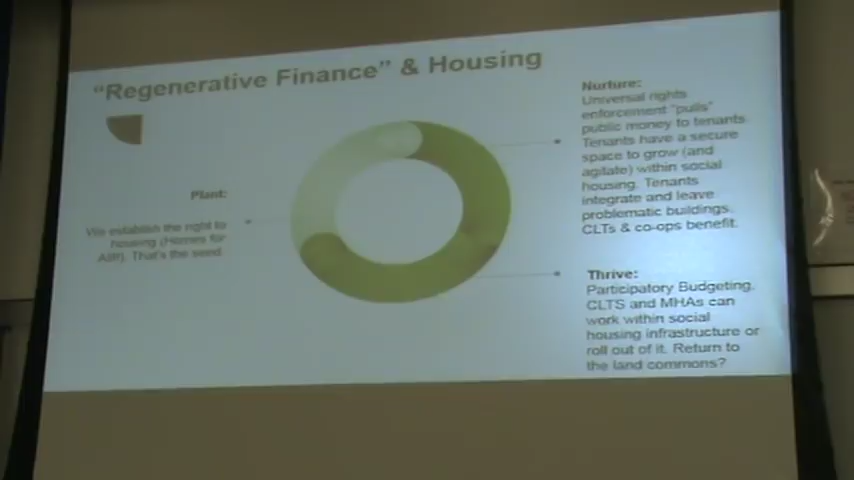 “Regenerative Finance” & Housing
Plant:
We establish the right to
housing (Homes for
All!!). That's the seed.
Nurture:
Universal rights
enforcement “pulls”
public money to tenants.
Tenants have a secure
space to grow (and
agitate) within social
housing. Tenants
integrate and leave
problematic buildings.
CLTs & co-ops benefit.
Thrive:
Participatory Budgeting.
CLTS and MHAs can
work within social
housing infrastructure or
roll out of it. Return to
the land commons?